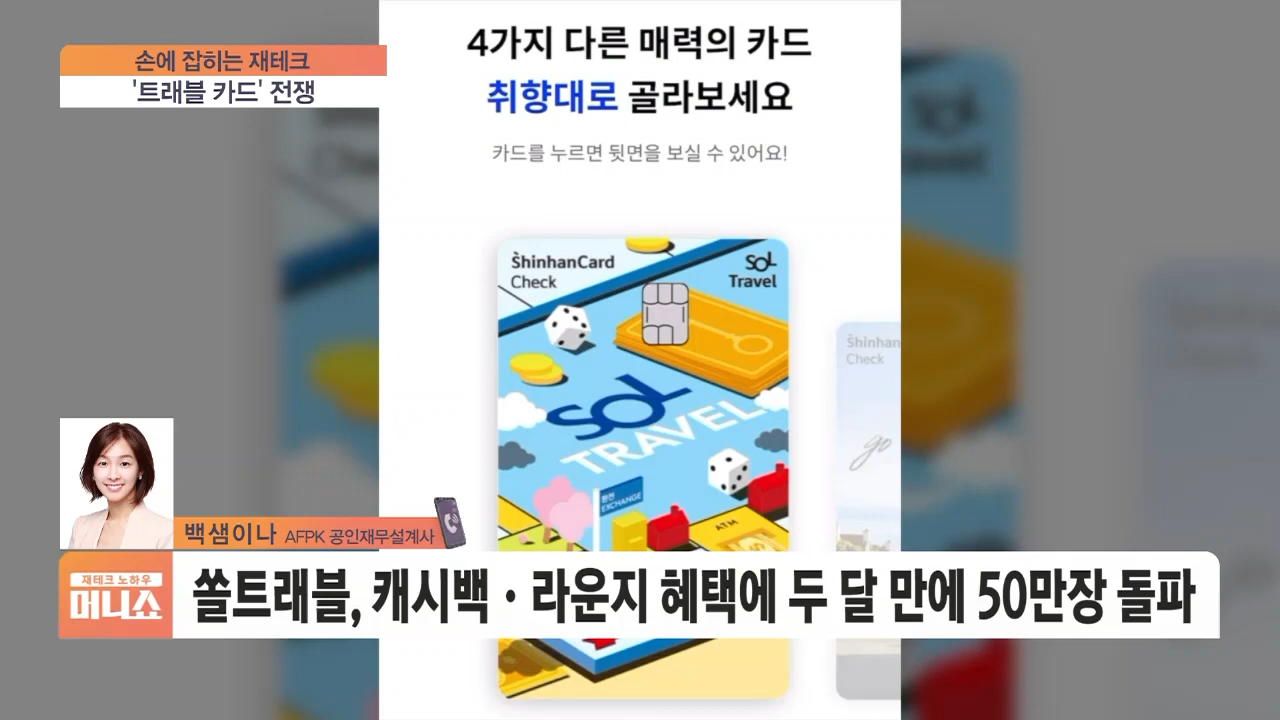 손에 잡히는 재테크
'트래블 카드' 전쟁
4가지 다른 매력의 카드
취향대로 골라보세요
카드를 누르면 뒷면을 보실 수 있어요!
ShinhanCard
Check
SOL
Travel
SOL
TRAVEL
환전
EXCHANGE
ATM
Shinhan
Check
go
백샘이나 AFPK 공인재무설계사
재테크 노하우
머니쇼
쏠트래블, 캐시백·라운지 혜택에 두 달 만에 50만장 돌파